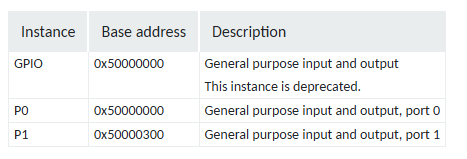 Instance Base address Description
GPIO 0x50000000 General purpose input and output
This instance is deprecated.
P0 0x50000000 General purpose input and output, port 0
P1 0x50000300 General purpose input and output, port 1